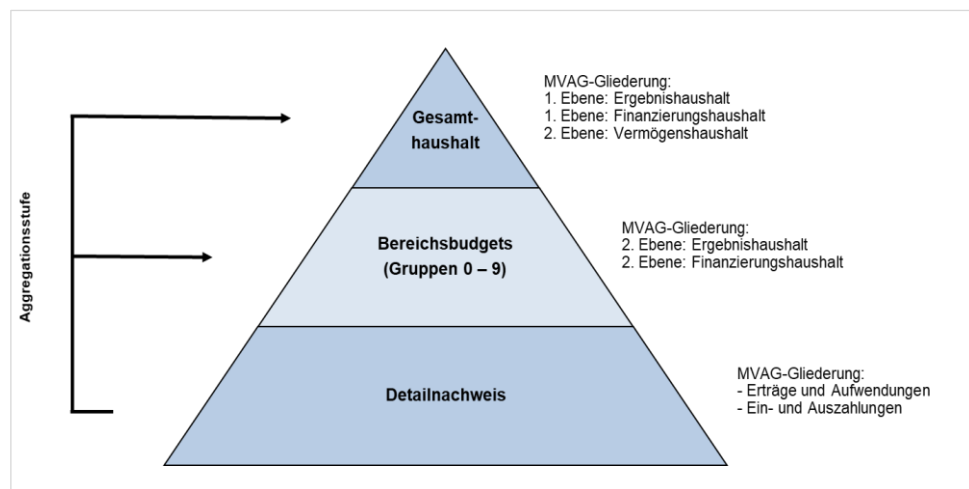 MVAG-Gliederung:
1. Ebene: Ergebnishaushalt
1. Ebene: Finanzierungshaushalt
2. Ebene: Vermögenshaushalt
Gesamt-
haushalt
Aggregationsstufe
Bereichsbudgets
(Gruppen 0 – 9)
MVAG-Gliederung:
2. Ebene: Ergebnishaushalt
2. Ebene: Finanzierungshaushalt
Detailnachweis
MVAG-Gliederung:
- Erträge und Aufwendungen
- Ein- und Auszahlungen